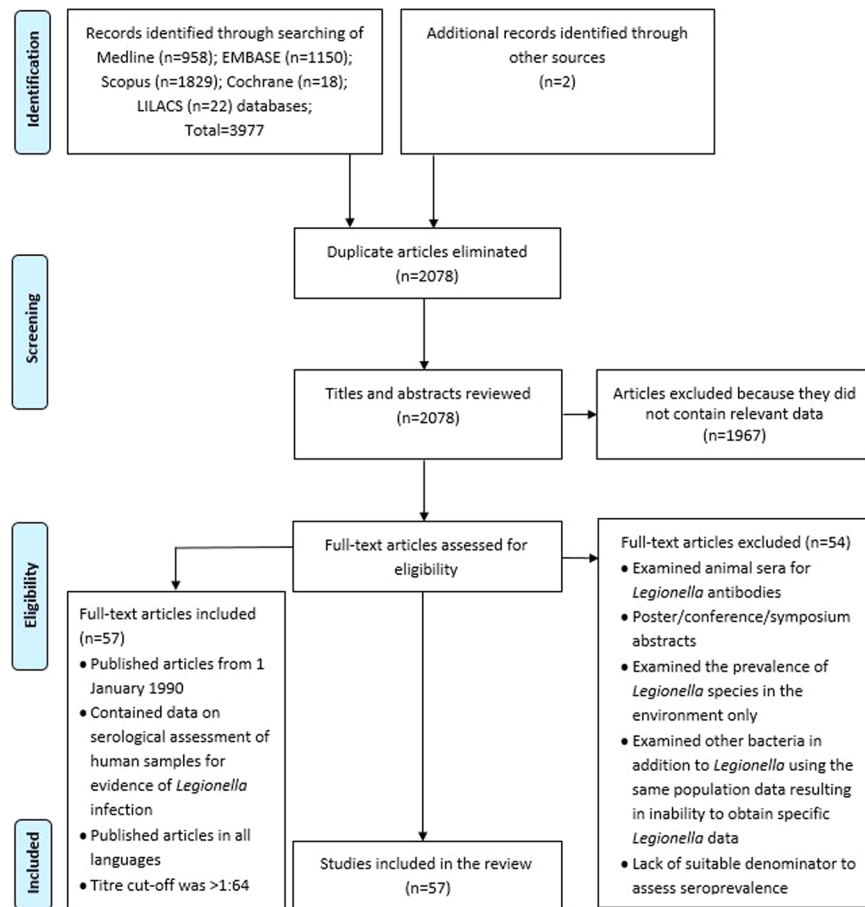 Identification
Records identified through searching of
Medline (n=958); EMBASE (n=1150);
Scopus (n=1829); Cochrane (n=18);
LILACS (n=22) databases;
Total=3977
Additional records identified through
other sources
(n=2)
Screening
Duplicate articles eliminated
(n=2078)
Titles and abstracts reviewed
(n=2078)
Articles excluded because they did
not contain relevant data
(n=1967)
Eligibility
Full-text articles assessed for
eligibility
Full-text articles included
(n=57)
• Published articles from 1
January 1990
• Contained data on
serological assessment of
human samples for
evidence of Legionella
infection
• Published articles in all
languages
• Titre cut-off was >1:64
Full-text articles excluded (n=54)
• Examined animal sera for
Legionella antibodies
• Poster/conference/symposium
abstracts
• Examined the prevalence of
Legionella species in the
environment only
• Examined other bacteria in
addition to Legionella using the
same population data resulting
in inability to obtain specific
Legionella data
• Lack of suitable denominator to
assess seroprevalence
Included
Studies included in the review
(n=57)